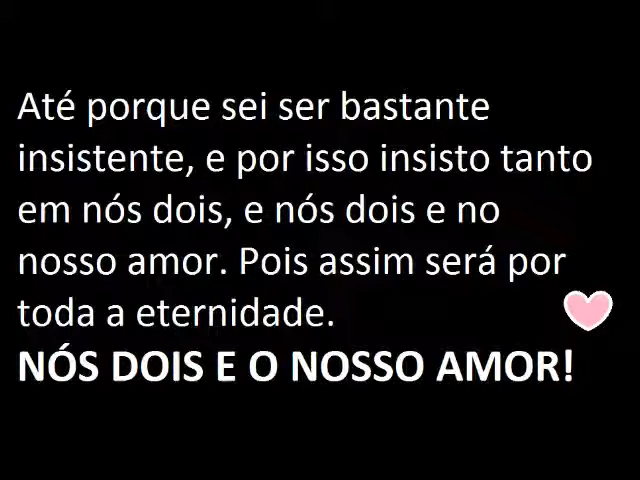 Até porque sei ser bastante
insistente, e por isso insisto tanto
em nós dois, e nós dois e no
nosso amor. Pois assim será por
toda a eternidade.
NÓS DOIS E O NOSSO AMOR!